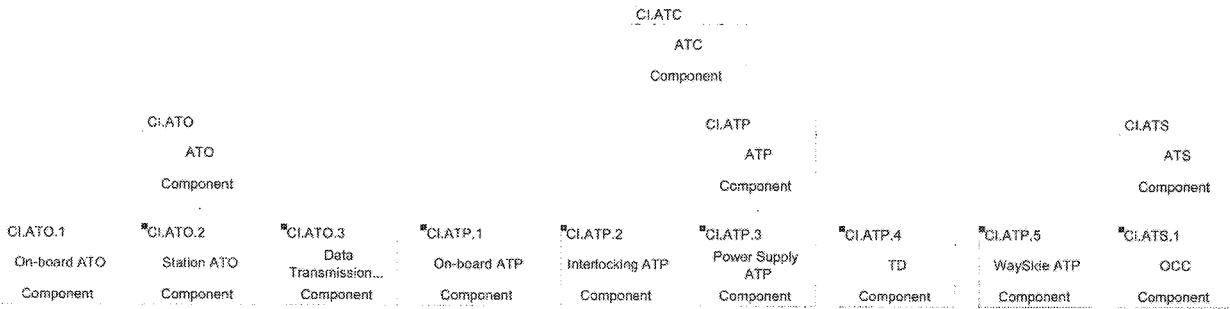 CI.ATC
ATC
Component
CI.ATO
ATO
Component
CI.ATP
ATP
Component
CI.ATS
ATS
Component
CI.ATO.1
On-board ATO
Component
CI.ATO.2
Station ATO
Component
CI.ATO.3
Data
Transmission...
Component
CI.ATP.1
On-board ATP
Component
CI.ATP.2
Interlocking ATP
Component
CI.ATP.3
Power Supply
ATP
Component
CI.ATP.4
TD
Component
CI.ATP.5
WaySide ATP
Component
CI.ATS.1
OCC
Component